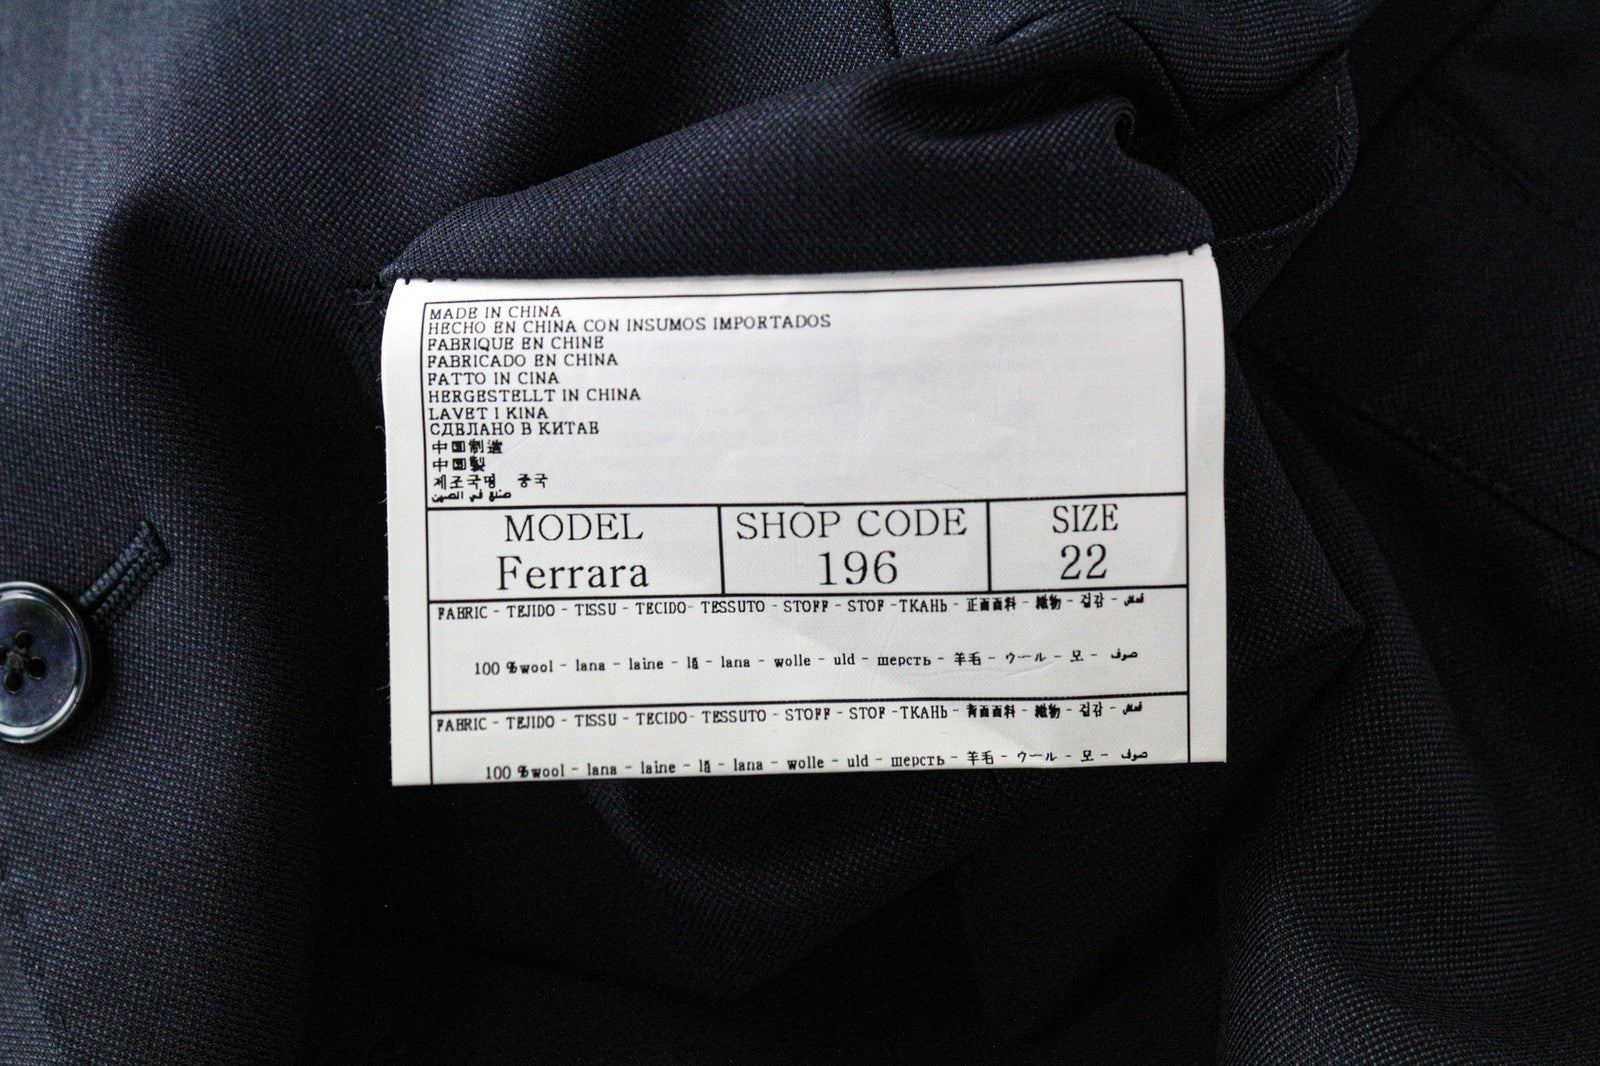 MADE IN CHINA
HECHO EN CHINA CON INSUMOS IMPORTADOS
FABRIQUE EN CHINE
FABRICADO EN CHINA
FATTO IN CINA
HERGESTELLT IN CHINA
LAVET I KINA
СДЕЛАНО В КИТАЕ
中国制造
中国製
제조국명 중국
صنع في الصين
MODEL
Ferrara
SHOP CODE
196
SIZE
22
FABRIC - TEJIDO - TISSU - TECIDO- TESSUTO - STOFF - STOF -ТКАНЬ - 正面面料 - 織物 - 겉감 - قماش
100 %wool - lana - laine - lã - lana - wolle - uld - шерсть - 羊毛 - ウール - 모 - صوف
FABRIC - TEJIDO - TISSU - TECIDO- TESSUTO - STOFF - STOF -ТКАНЬ - 背面面料 - 織物 - 겉감 - قماش
100 %wool - lana - laine - lã - lana - wolle - uld - шерсть - 羊毛 - ウール - 모 - صوف